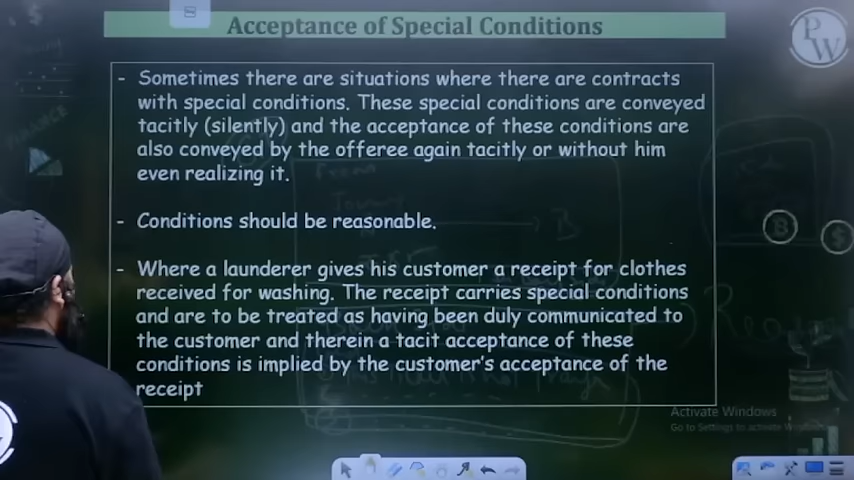 Acceptance of Special Conditions
- Sometimes there are situations where there are contracts
with special conditions. These special conditions are conveyed
tacitly (silently) and the acceptance of these conditions are
also conveyed by the offeree again tacitly or without him
even realizing it.
- Conditions should be reasonable.
- Where a launderer gives his customer a receipt for clothes
received for washing. The receipt carries special conditions
and are to be treated as having been duly communicated to
the customer and therein a tacit acceptance of these
conditions is implied by the customer's acceptance of the
receipt
PW
B
$
B
Activate Windows
Go to Settings to activate Windows.